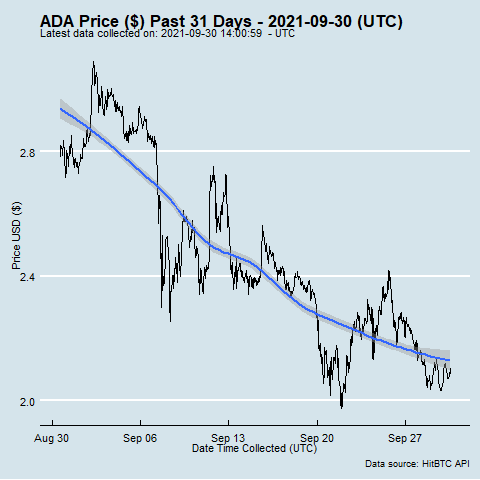 ADA Price ($) Past 31 Days - 2021-09-30 (UTC)
Latest data collected on: 2021-09-30 14:00:59 - UTC
Price USD ($)
2.8
2.4
2.0
Aug 30 Sep 06 Sep 13 Sep 20 Sep 27
Date Time Collected (UTC)
Data source: HitBTC API